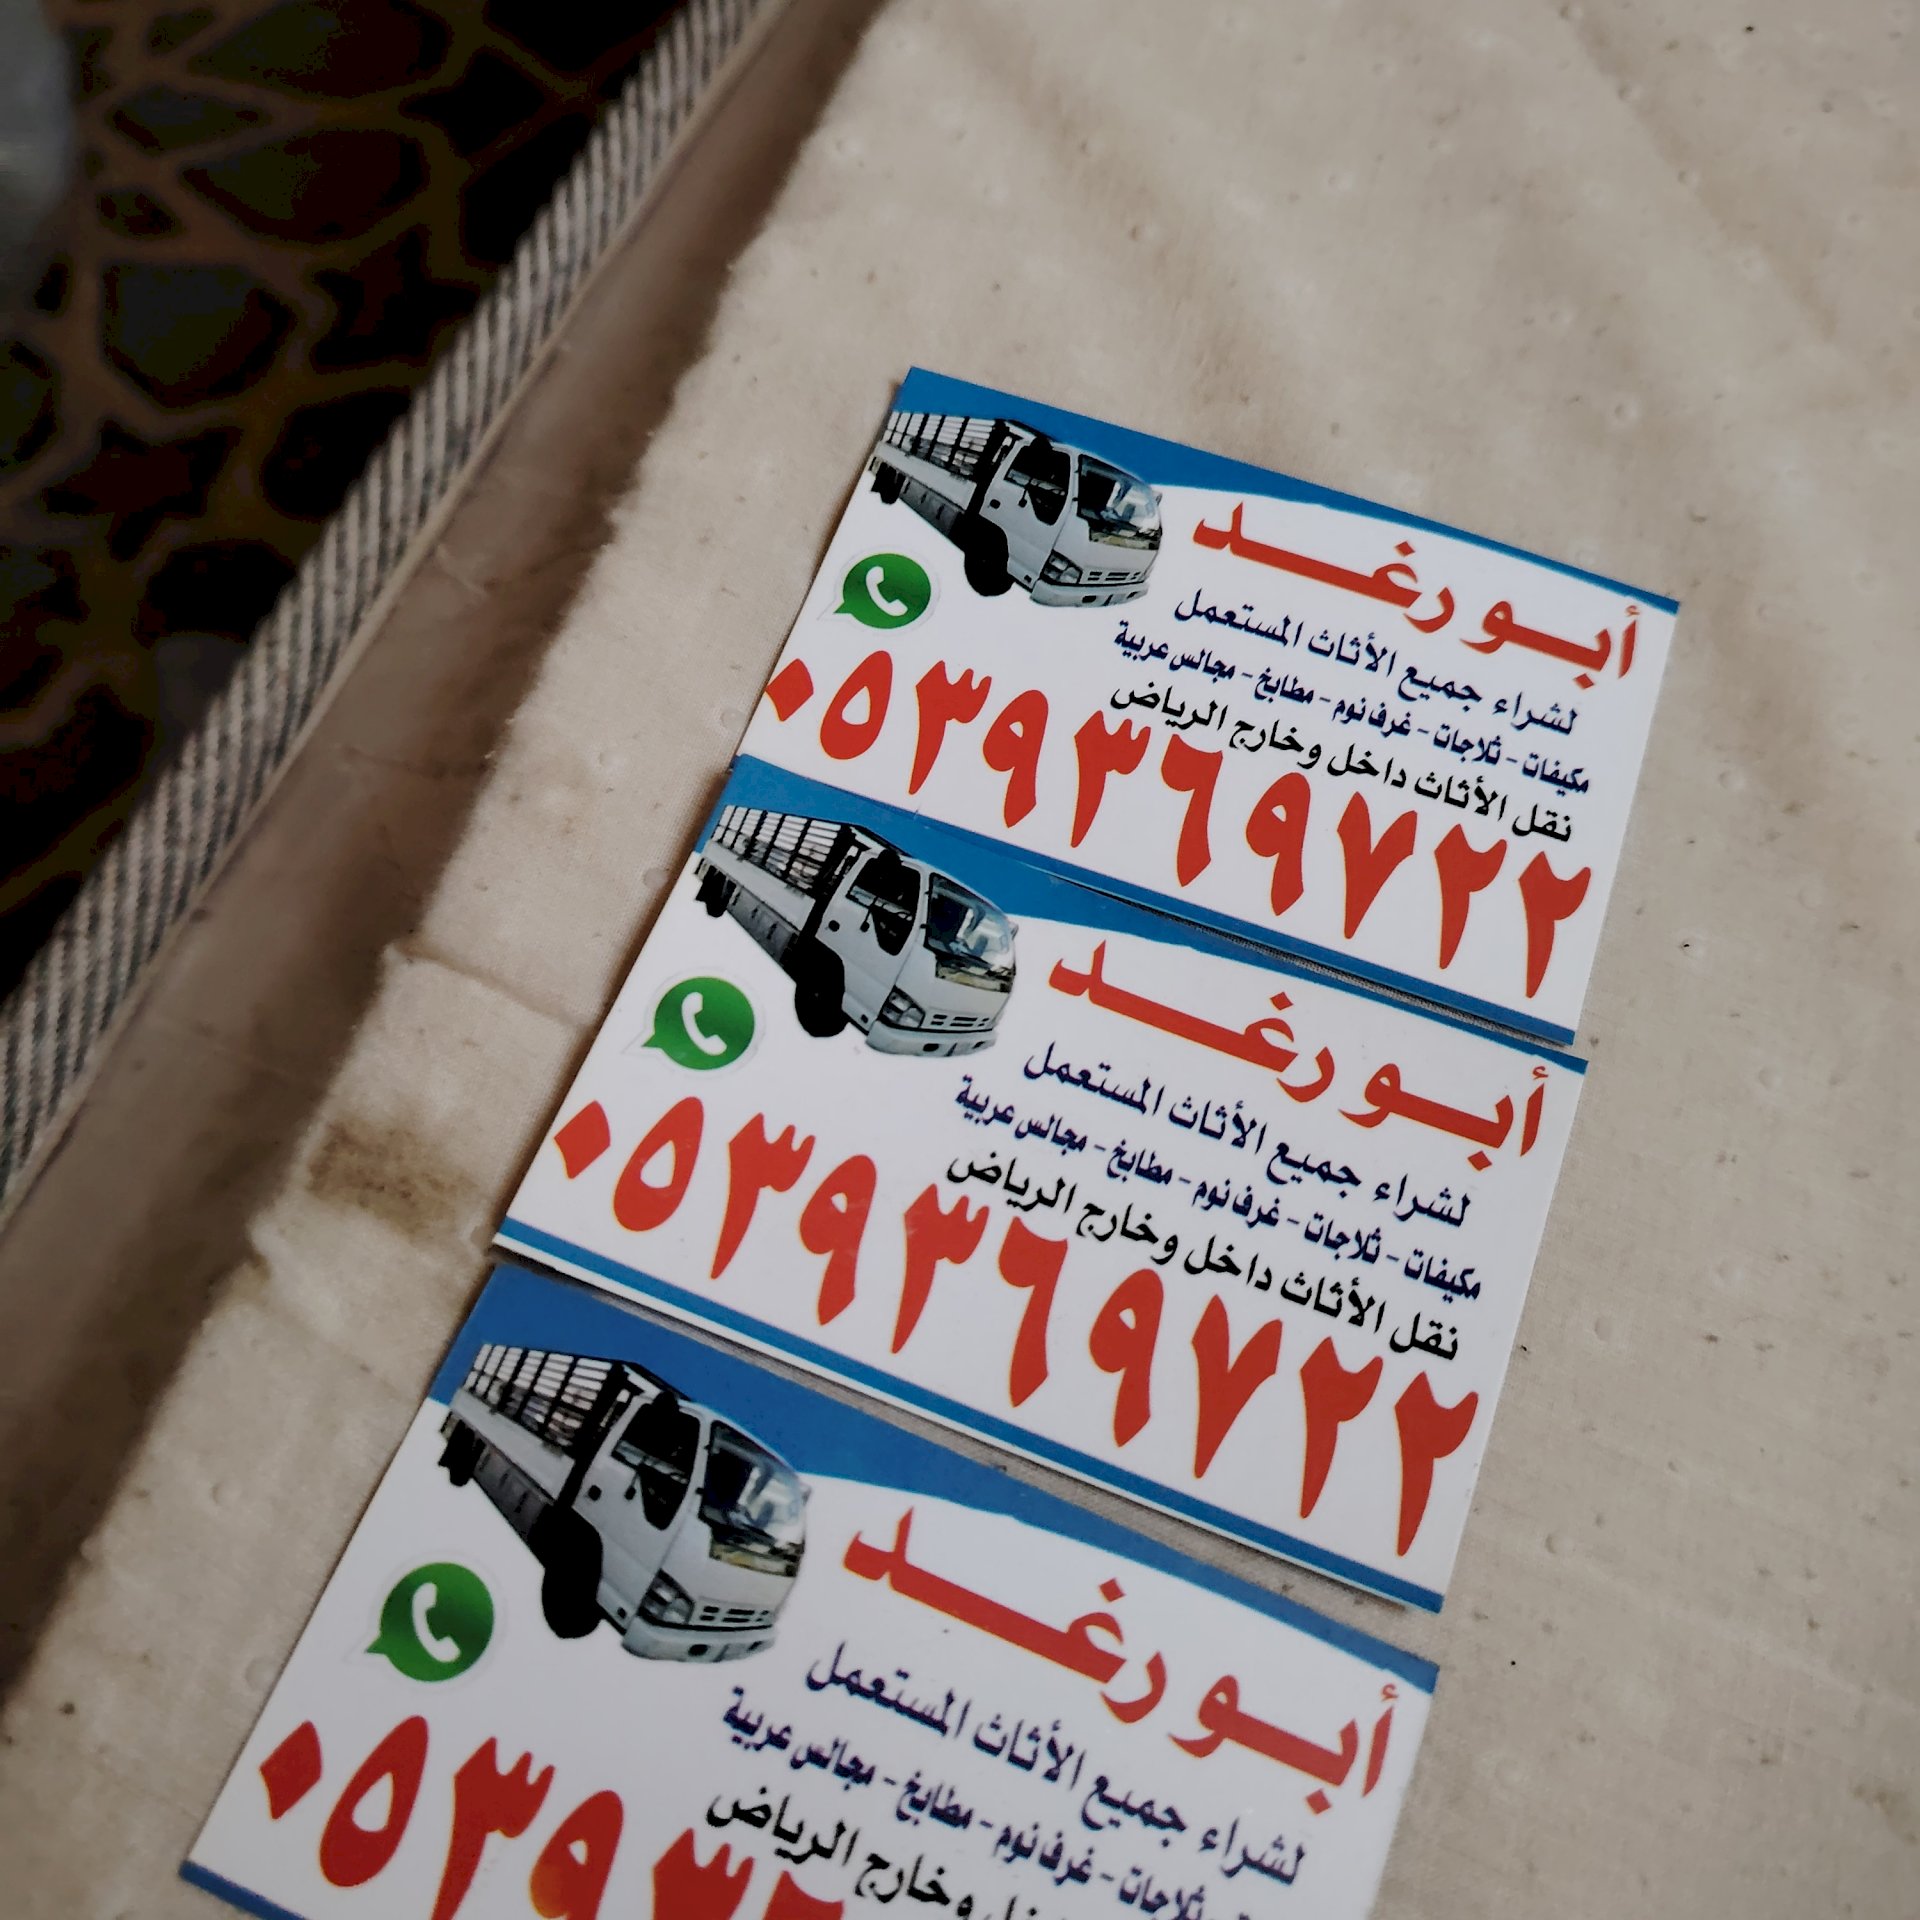 أبو رغد
لشراء جميع الأثاث المستعمل
مكيفات - ثلاجات - غرف نوم - مطابخ - مجالس عربية
نقل الأثاث داخل وخارج الرياض
٠٥٣٩٣٦٩٧٢٢
أبو رغد
لشراء جميع الأثاث المستعمل
مكيفات - ثلاجات - غرف نوم - مطابخ - مجالس عربية
نقل الأثاث داخل وخارج الرياض
٠٥٣٩٣٦٩٧٢٢
أبو رغد
لشراء جميع الأثاث المستعمل
ثلاجات - غرف نوم - مطابخ - مجالس عربية
وخارج الرياض
٠٥٣٩٣